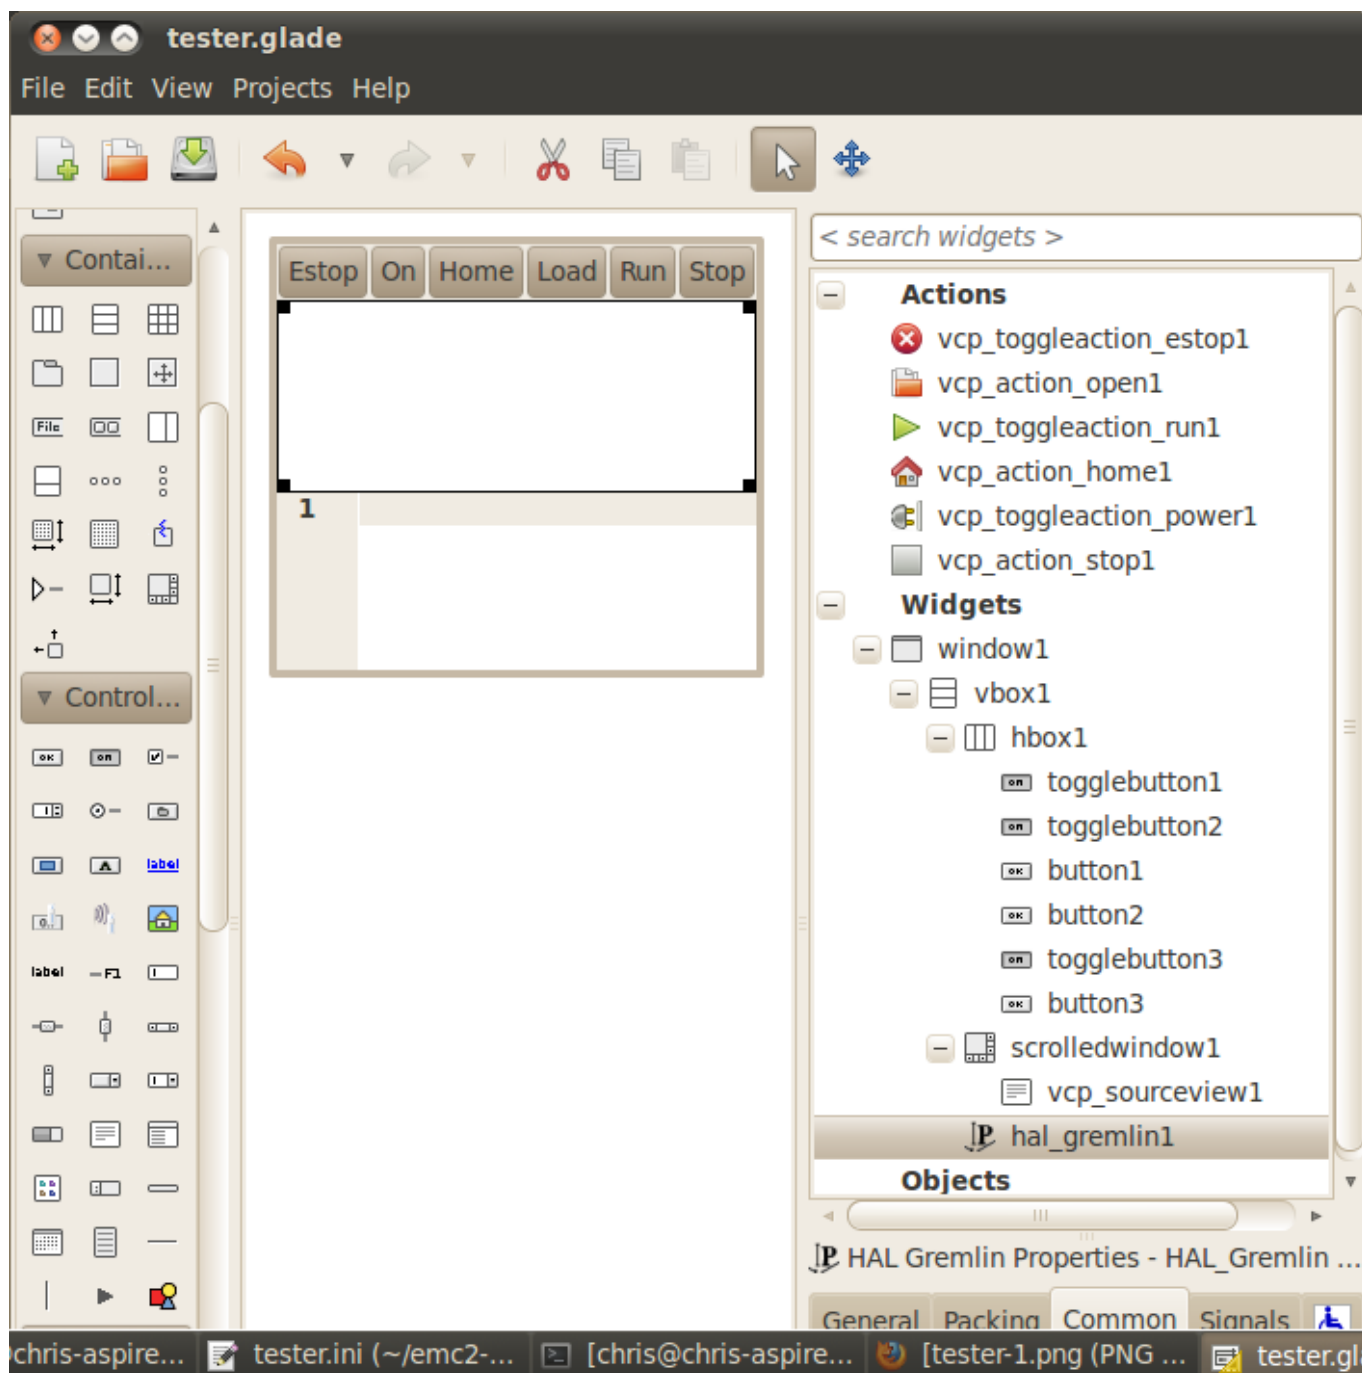 tester.glade
File Edit View Projects Help
< search widgets >
Contai...
File
label
label
F1
Control...
OK
on
Estop On Home Load Run Stop
1
Actions
vcp_toggleaction_estop1
vcp_action_open1
vcp_toggleaction_run1
vcp_action_home1
vcp_toggleaction_power1
vcp_action_stop1
Widgets
window1
vbox1
hbox1
togglebutton1
togglebutton2
button1
button2
togglebutton3
button3
scrolledwindow1
vcp_sourceview1
hal_gremlin1
Objects
HAL Gremlin Properties - HAL_Gremlin ...
General Packing Common Signals
chris-aspire... tester.ini (~/emc2-... [chris@chris-aspire... [tester-1.png (PNG ... tester.gl